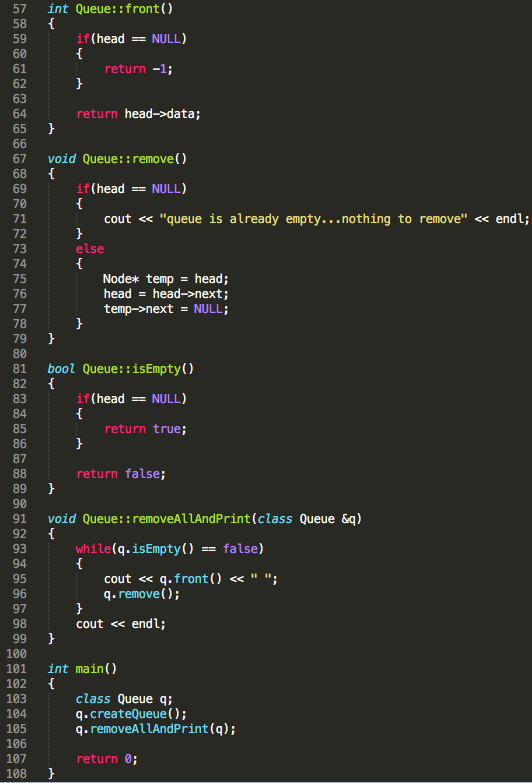 57 int Queue::front()
58 {
59 if(head == NULL)
60 {
61 return -1;
62 }
63
64 return head->data;
65 }
66
67 void Queue::remove()
68 {
69 if(head == NULL)
70 {
71 cout << "queue is already empty...nothing to remove" << endl;
72 }
73 else
74 {
75 Node* temp = head;
76 head = head->next;
77 temp->next = NULL;
78 }
79 }
80
81 bool Queue::isEmpty()
82 {
83 if(head == NULL)
84 {
85 return true;
86 }
87
88 return false;
89 }
90
91 void Queue::removeAllAndPrint(class Queue &q)
92 {
93 while(q.isEmpty() == false)
94 {
95 cout << q.front() << " ";
96 q.remove();
97 }
98 cout << endl;
99 }
100
101 int main()
102 {
103 class Queue q;
104 q.createQueue();
105 q.removeAllAndPrint(q);
106
107 return 0;
108 }